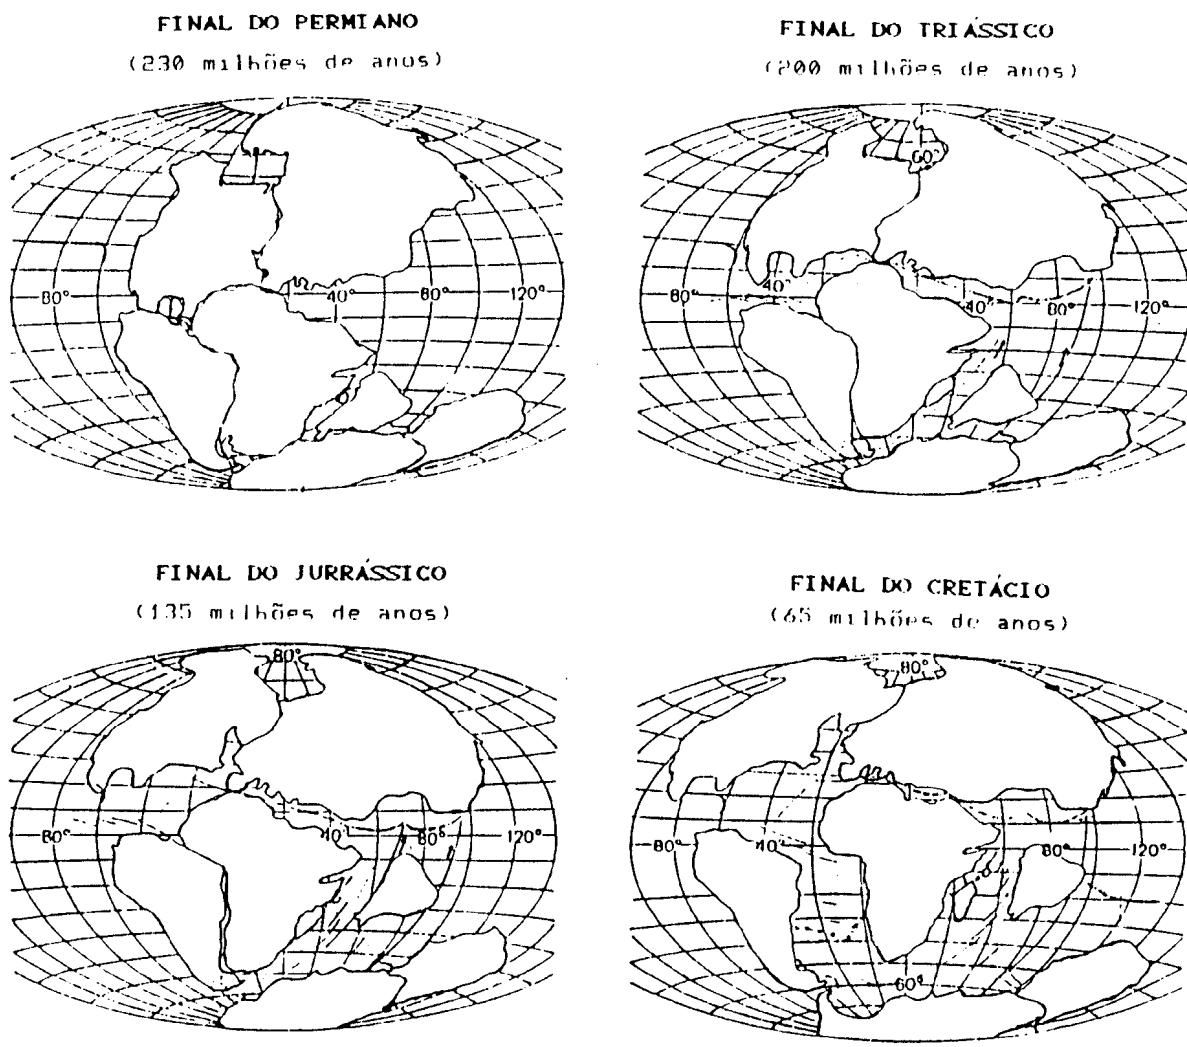 FINAL DO PERMIANO
(230 milhões de anos)
80° 40° 80° 120°
FINAL DO TRIÁSSICO
(200 milhões de anos)
60°
40°
80° 40° 80° 120°
FINAL DO JURRÁSSICO
(135 milhões de anos)
80°
80° 40° 80° 120°
FINAL DO CRETÁCIO
(65 milhões de anos)
80°
80° 40° 80° 120°
60°